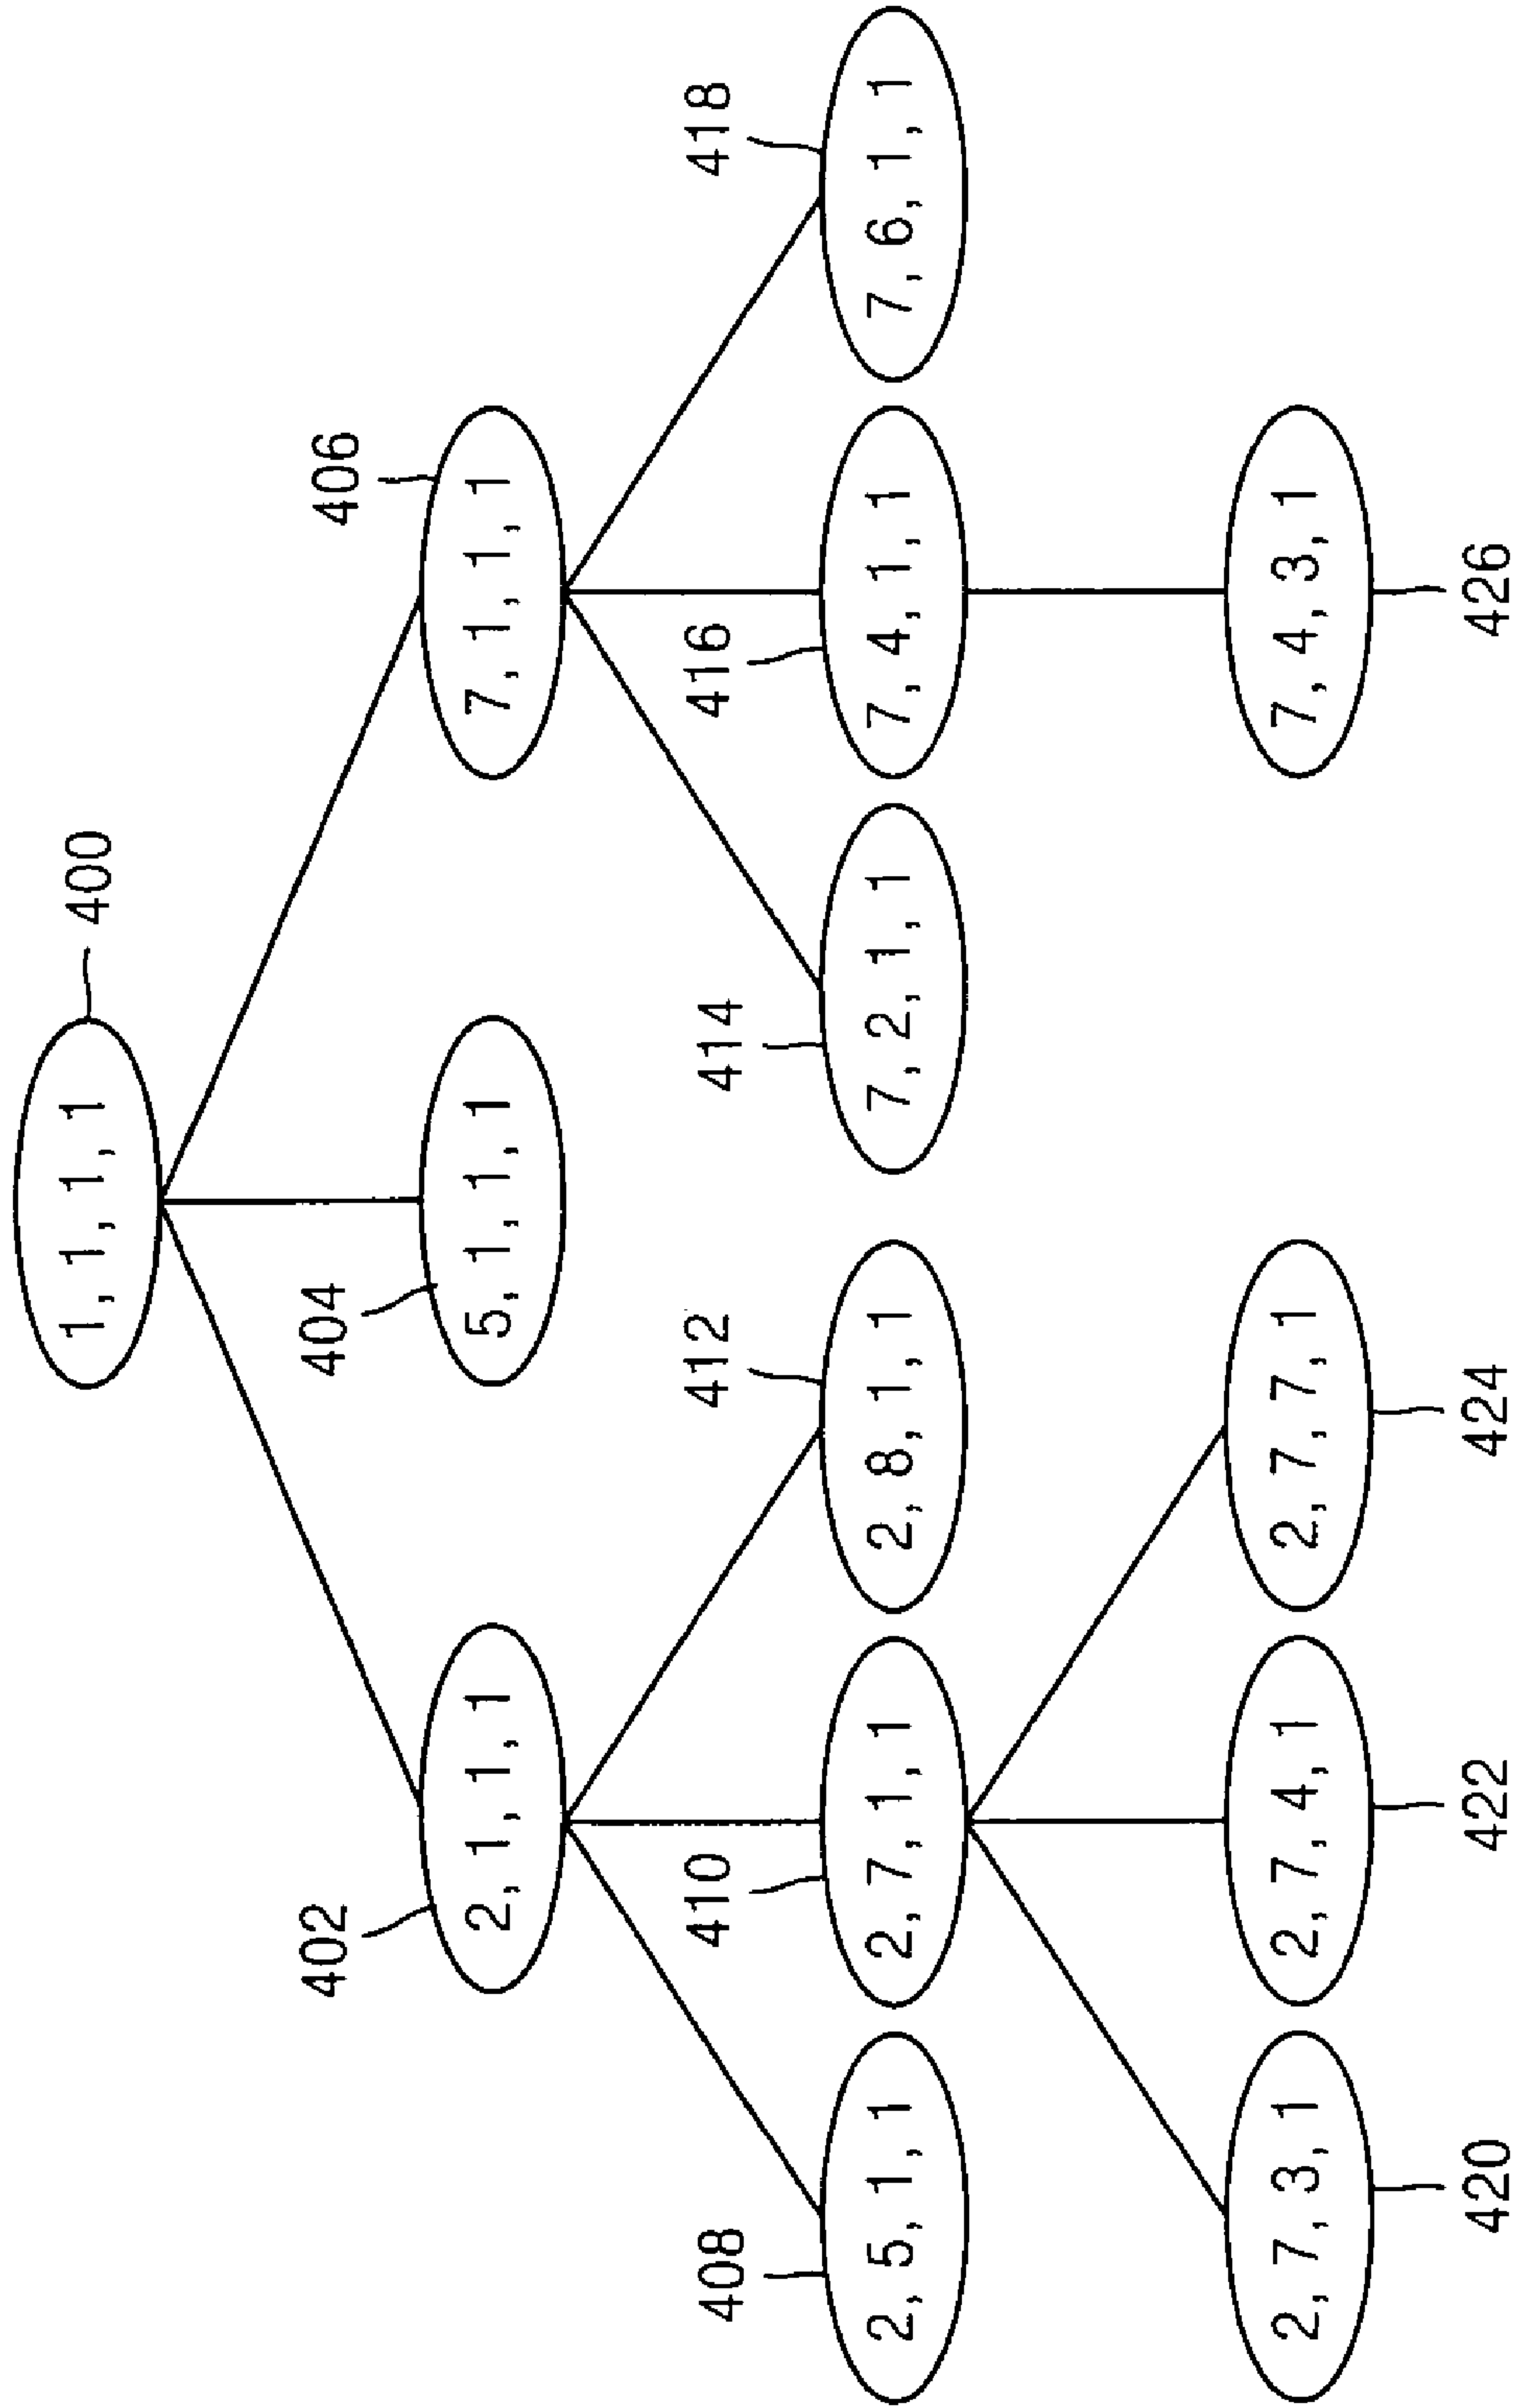 400
1, 1, 1, 1
402
404
406
2, 1, 1, 1
5, 1, 1, 1
7, 1, 1, 1
408
410
412
414
416
418
2, 5, 1, 1
2, 7, 1, 1
2, 8, 1, 1
7, 2, 1, 1
7, 4, 1, 1
7, 6, 1, 1
2, 7, 3, 1
2, 7, 4, 1
2, 7, 7, 1
7, 4, 3, 1
420
422
424
426